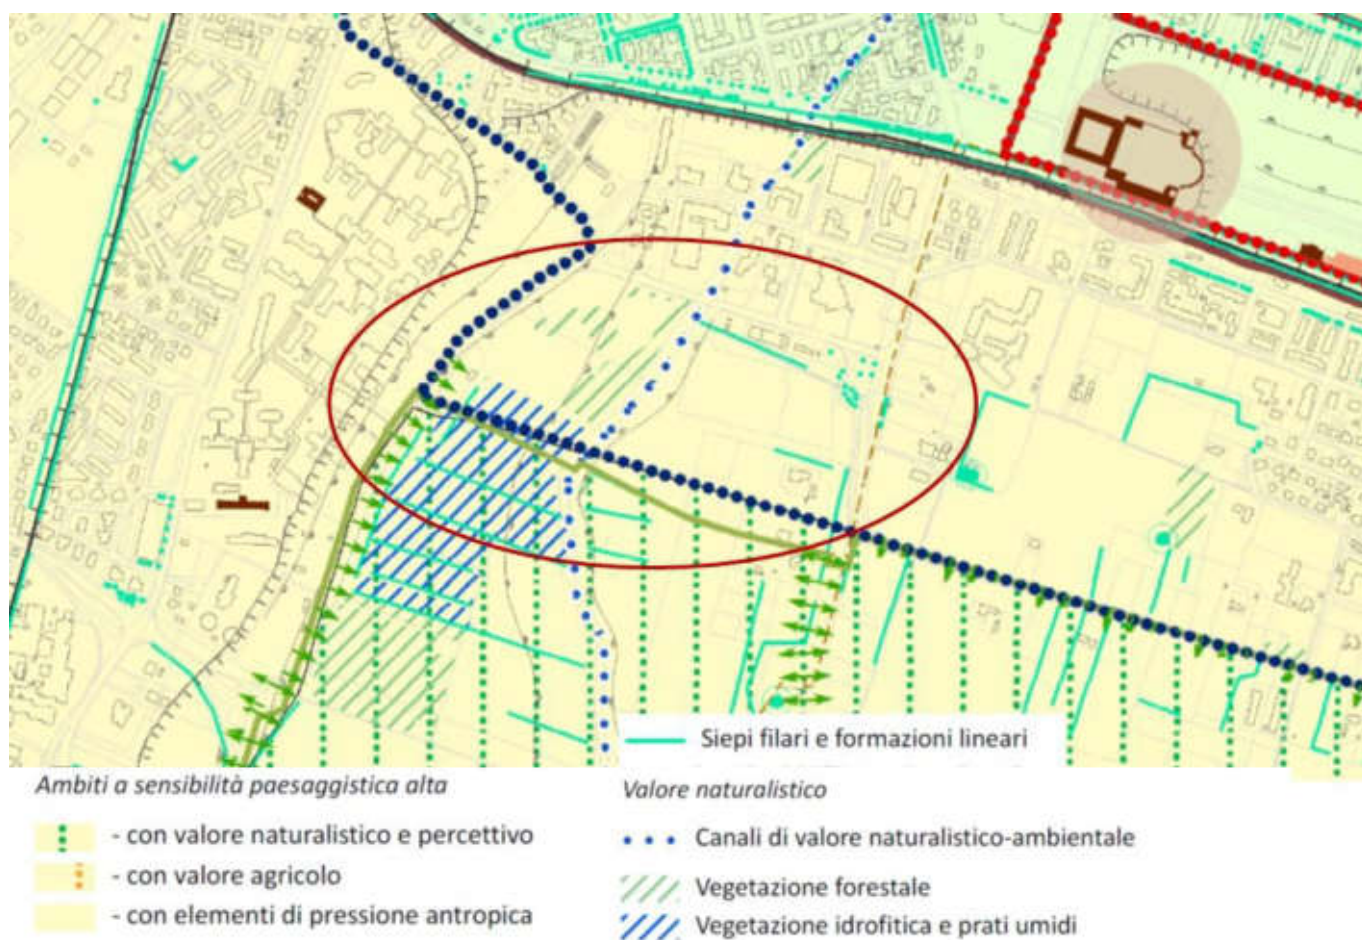 Siepi filari e formazioni lineari
Ambiti a sensibilità paesaggistica alta
- con valore naturalistico e percettivo
- con valore agricolo
- con elementi di pressione antropica
Valore naturalistico
Canali di valore naturalistico-ambientale
Vegetazione forestale
Vegetazione idrofitica e prati umidi